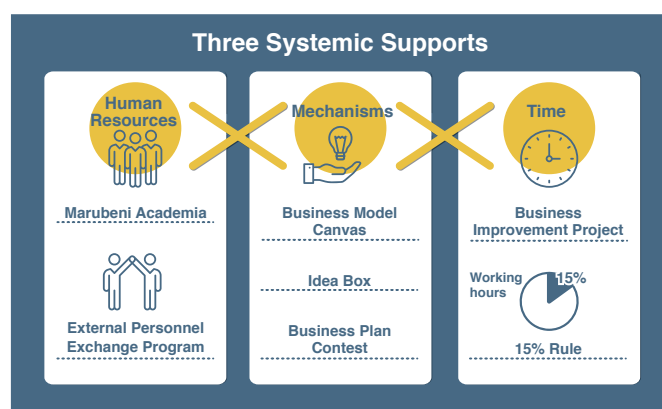 Three Systemic Supports
Human
Resources
Marubeni Academia
External Personnel
Exchange Program
Mechanisms
Business Model
Canvas
Idea Box
Business Plan
Contest
Time
Business
Improvement Project
Working
hours
15%
15% Rule